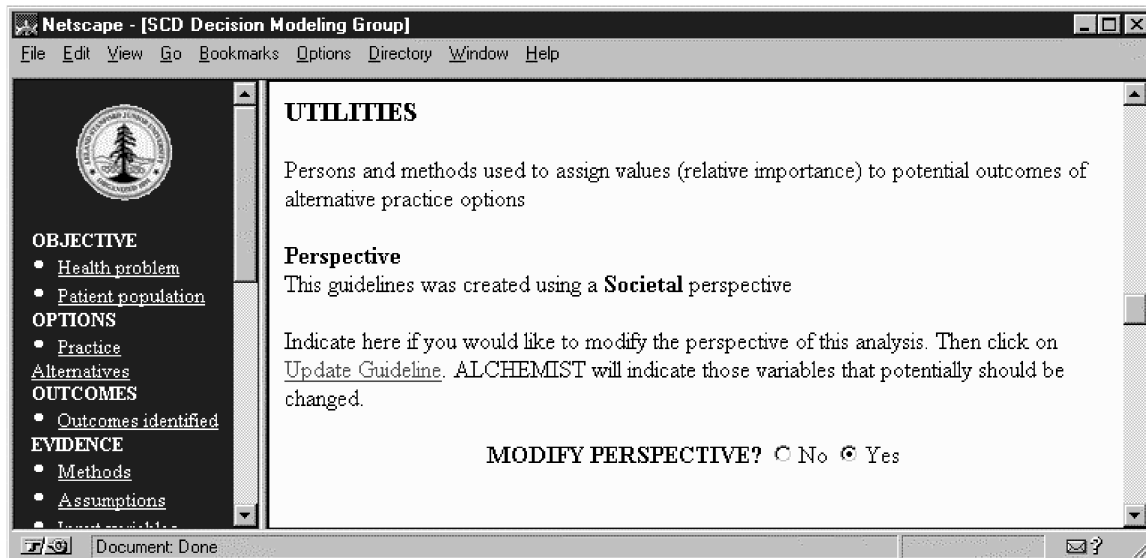 Netscape - [SCD Decision Modeling Group]
File Edit View Go Bookmarks Options Directory Window Help
OBJECTIVE
• Health problem
• Patient population
OPTIONS
• Practice
Alternatives
OUTCOMES
• Outcomes identified
EVIDENCE
• Methods
• Assumptions
UTILITIES
Persons and methods used to assign values (relative importance) to potential outcomes of
alternative practice options
Perspective
This guidelines was created using a Societal perspective
Indicate here if you would like to modify the perspective of this analysis. Then click on
Update Guideline. ALCHEMIST will indicate those variables that potentially should be
changed.
MODIFY PERSPECTIVE? No Yes
Document: Done
?